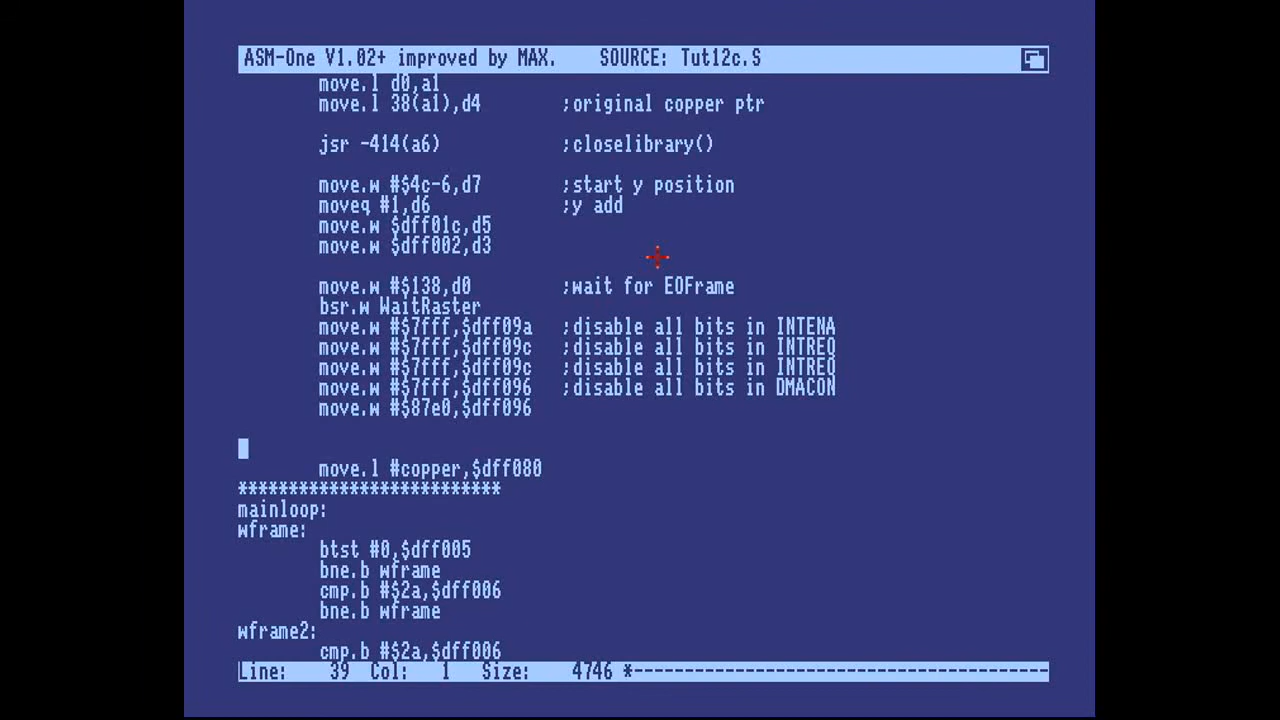 ASM-One V1.02+ improved by MAX. SOURCE: Tut12c.S
move.l d0,a1
move.l 38(a1),d4 ;original copper ptr
jsr -414(a6) ;closelibrary()
move.w #$4c-6,d7 ;start y position
moveq #1,d6 ;y add
move.w $dff01c,d5
move.w $dff002,d3
move.w #$138,d0 ;wait for EOFrame
bsr.w WaitRaster
move.w #$7fff,$dff09a ;disable all bits in INTENA
move.w #$7fff,$dff09c ;disable all bits in INTREQ
move.w #$7fff,$dff09c ;disable all bits in INTREQ
move.w #$7fff,$dff096 ;disable all bits in DMACON
move.w #$87e0,$dff096
move.l #copper,$dff080
**************************
mainloop:
wframe:
btst #0,$dff005
bne.b wframe
cmp.b #$2a,$dff006
bne.b wframe
wframe2:
cmp.b #$2a,$dff006
Line: 39 Col: 1 Size: 4746 *-----------------------------------------